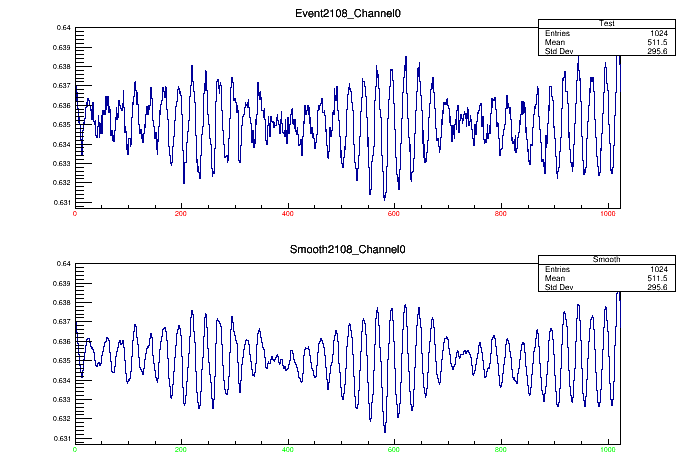 Event2108_Channel0
Test
Entries 1024
Mean 511.5
Std Dev 295.6
0.64
0.639
0.638
0.637
0.636
0.635
0.634
0.633
0.632
0.631
0 200 400 600 800 1000
Smooth2108_Channel0
Smooth
Entries 1024
Mean 511.5
Std Dev 295.6
0.64
0.639
0.638
0.637
0.636
0.635
0.634
0.633
0.632
0.631
0 200 400 600 800 1000